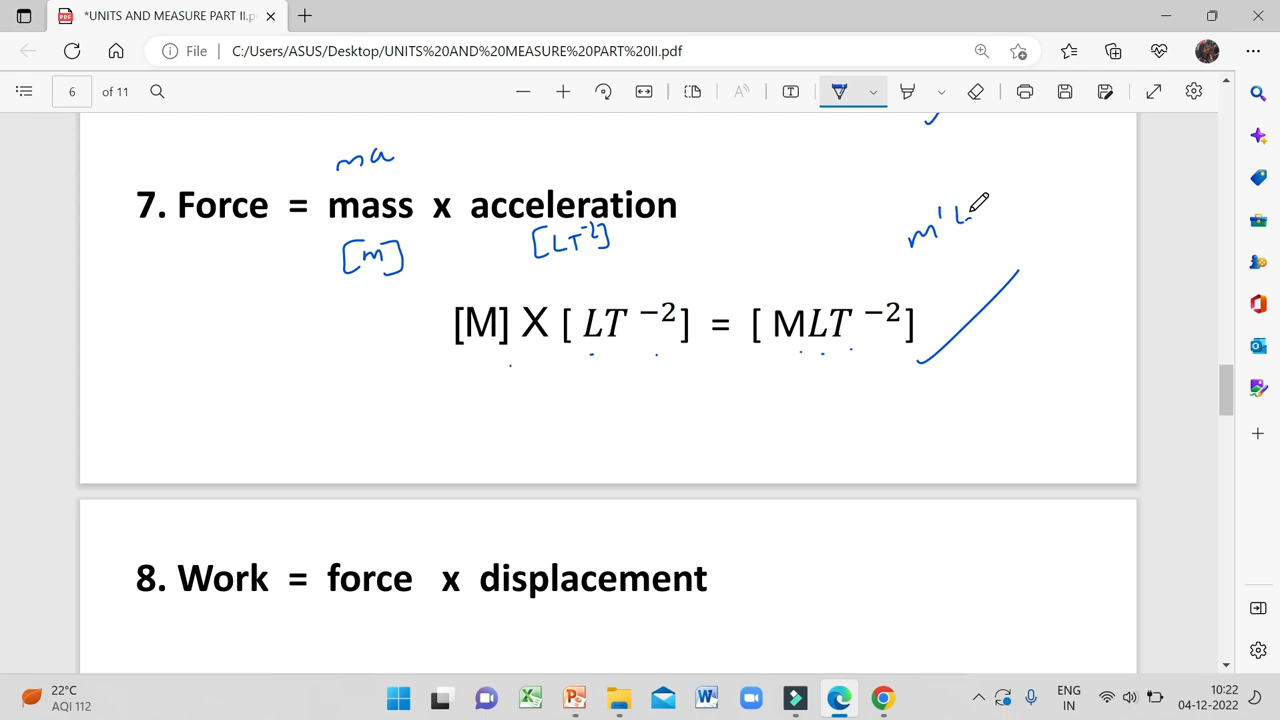 *UNITS AND MEASURE PART II.p
File C:/Users/ASUS/Desktop/UNITS%20AND%20MEASURE%20PART%20II.pdf
6 of 11
ma
7. Force = mass x acceleration
[M] [LT⁻²]
M¹ L
[M] X [ LT ⁻²] = [ MLT ⁻²]
8. Work = force x displacement
22°C
AQI 112
ENG
IN
10:22
04-12-2022